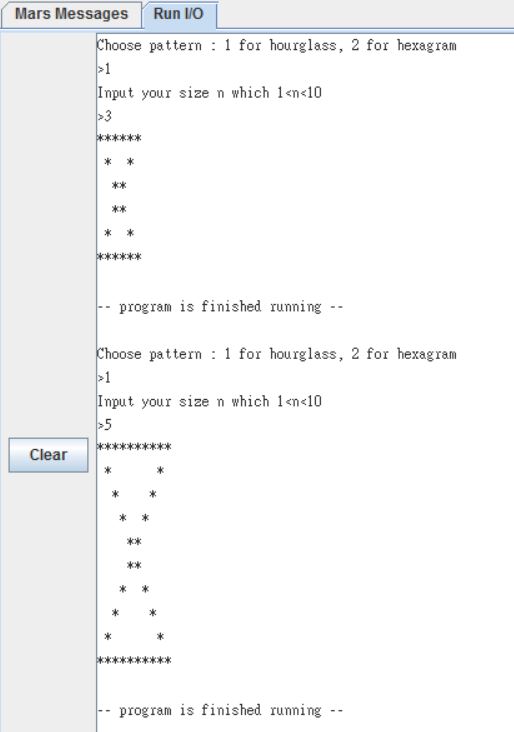 Mars Messages Run I/O
Choose pattern : 1 for hourglass, 2 for hexagram
>1
Input your size n which 1<n<10
>3
******
 *  *
  **
  **
 *  *
******
-- program is finished running --
Choose pattern : 1 for hourglass, 2 for hexagram
>1
Input your size n which 1<n<10
>5
Clear
**********
 *      *
  *    *
   *  *
    **
    **
   *  *
  *    *
 *      *
**********
-- program is finished running --